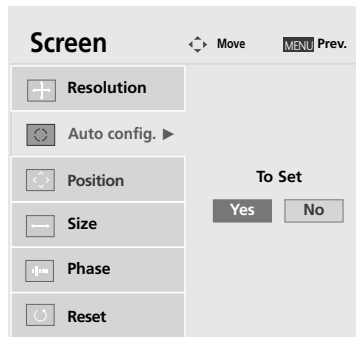 Screen Move MENU Prev.
Resolution
Auto config. ►
Position
Size
Phase
Reset
To Set
Yes No